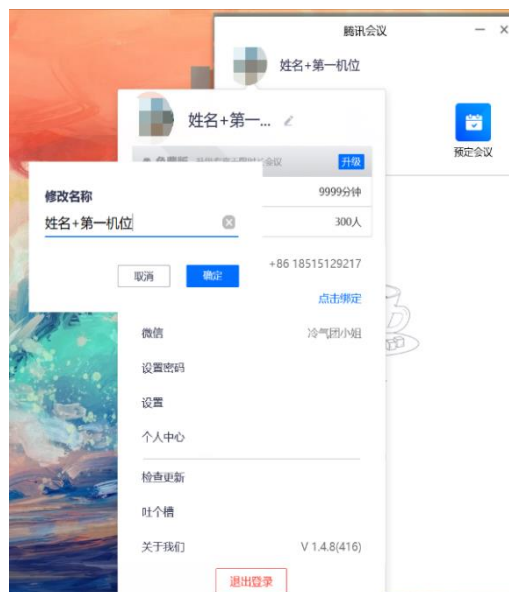 腾讯会议
姓名+第一机位
姓名+第一...
升级
预定会议
修改名称
9999分钟
姓名+第一机位
300人
取消
确定
+86 18515129217
点击绑定
微信
冷气团小姐
设置密码
设置
个人中心
检查更新
吐个槽
关于我们
V 1.4.8(416)
退出登录